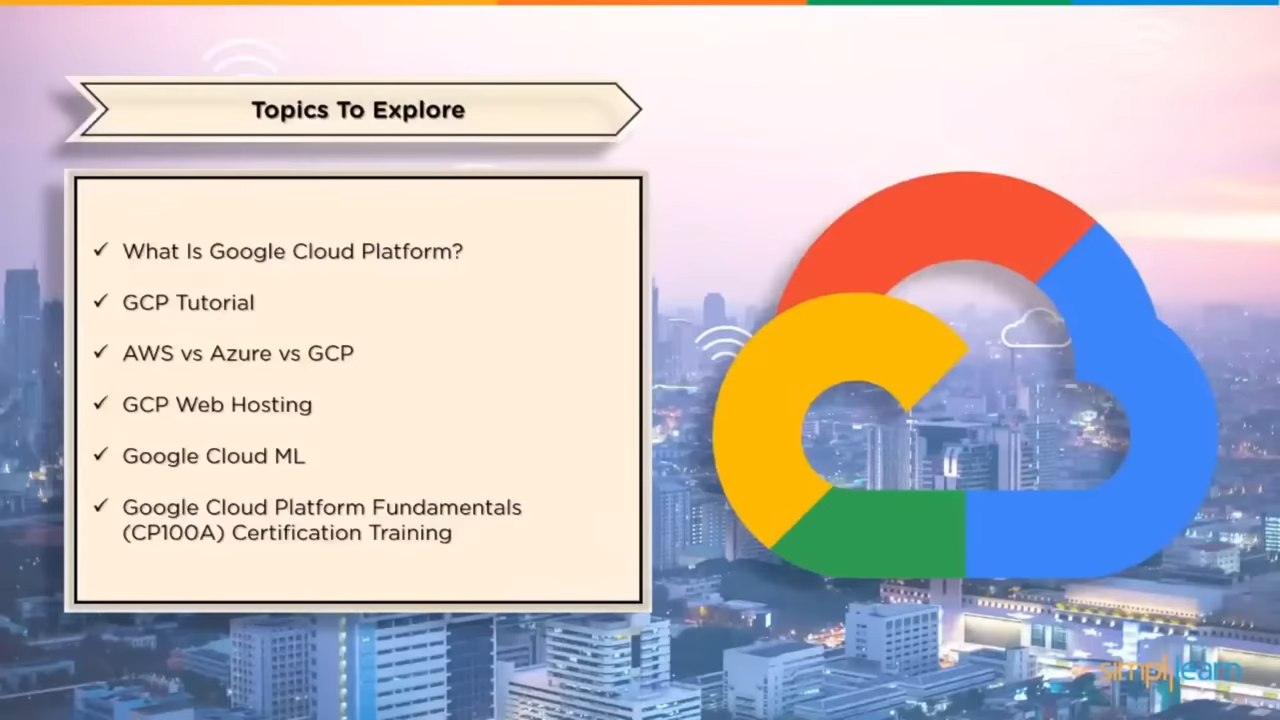 Topics To Explore
✓ What Is Google Cloud Platform?
✓ GCP Tutorial
✓ AWS vs Azure vs GCP
✓ GCP Web Hosting
✓ Google Cloud ML
✓ Google Cloud Platform Fundamentals
(CP100A) Certification Training
simplilearn